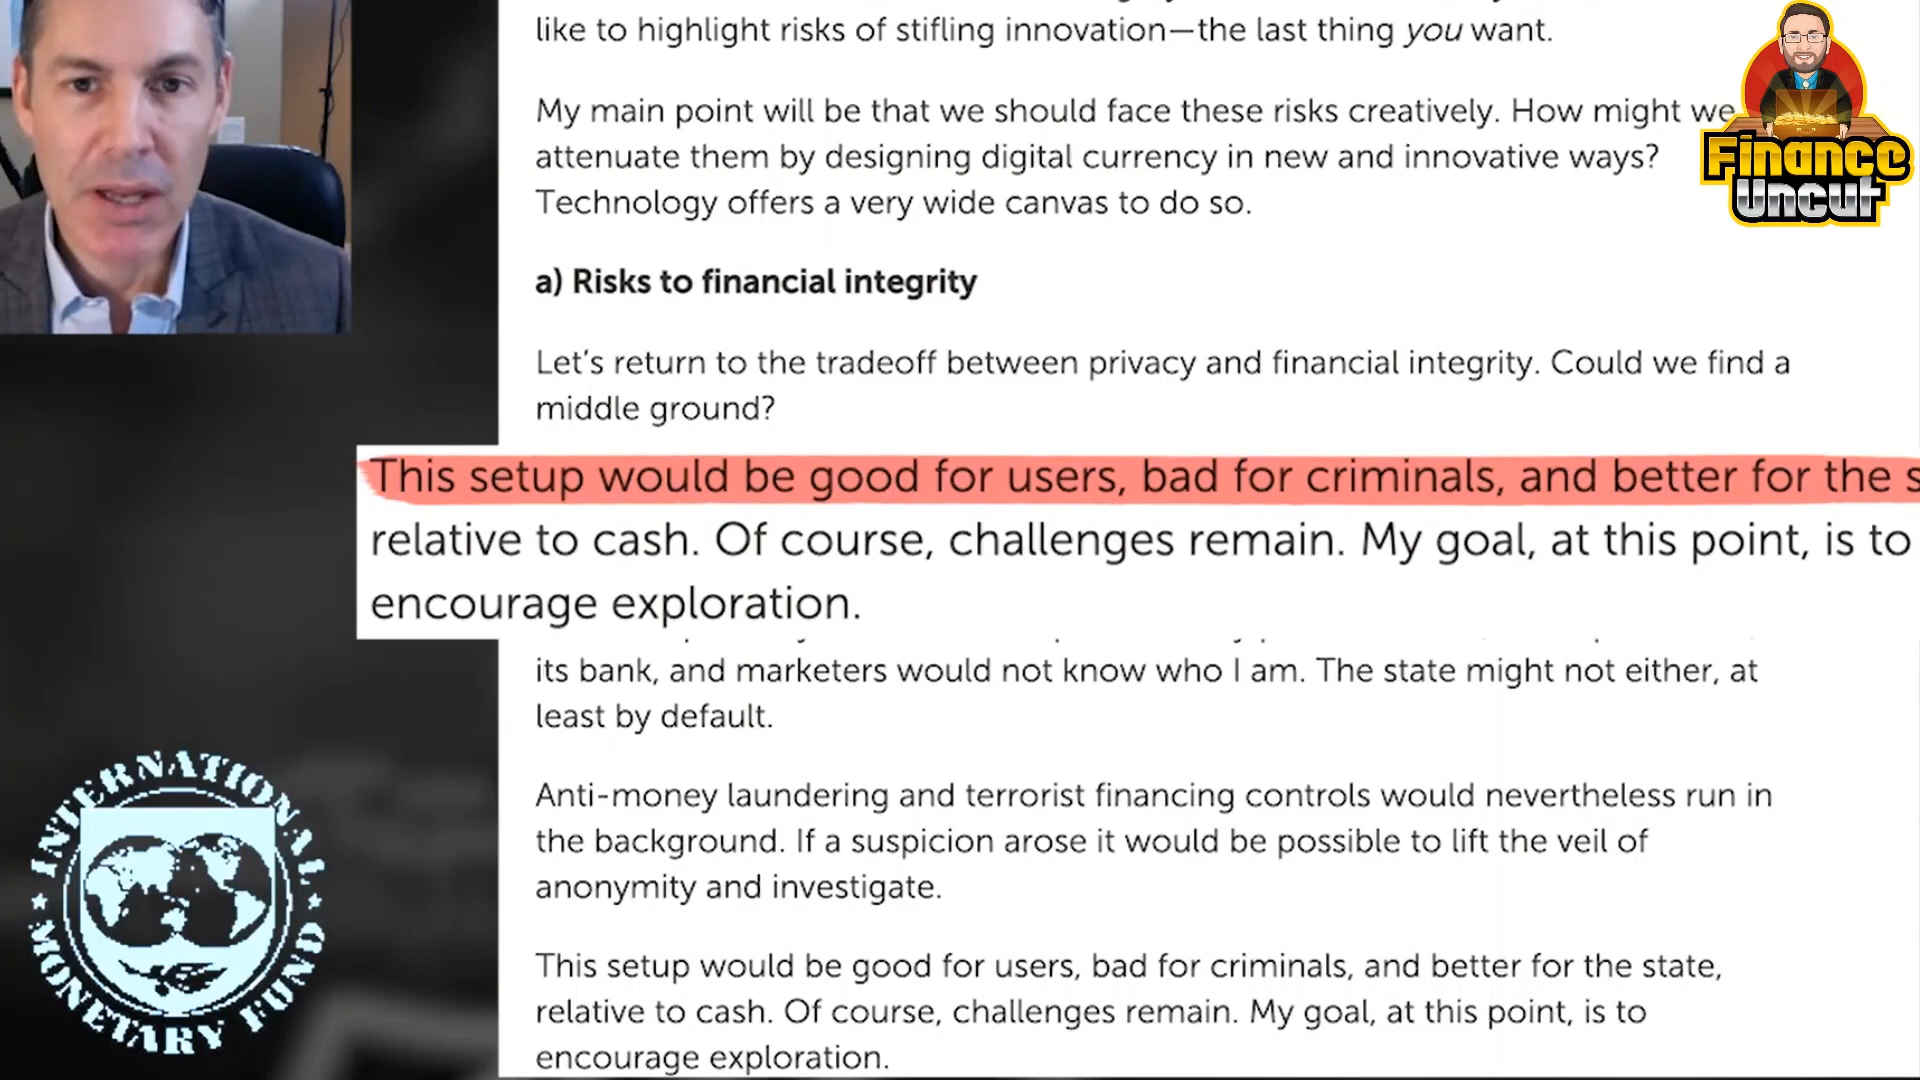 like to highlight risks of stifling innovation—the last thing you want.
My main point will be that we should face these risks creatively. How might we
attenuate them by designing digital currency in new and innovative ways?
Technology offers a very wide canvas to do so.
a) Risks to financial integrity
Let's return to the tradeoff between privacy and financial integrity. Could we find a
middle ground?
This setup would be good for users, bad for criminals, and better for the s
relative to cash. Of course, challenges remain. My goal, at this point, is to
encourage exploration.
its bank, and marketers would not know who I am. The state might not either, at
least by default.
Anti-money laundering and terrorist financing controls would nevertheless run in
the background. If a suspicion arose it would be possible to lift the veil of
anonymity and investigate.
This setup would be good for users, bad for criminals, and better for the state,
relative to cash. Of course, challenges remain. My goal, at this point, is to
encourage exploration.
Finance
Uncut
INTERNATIONAL
MONETARY FUND